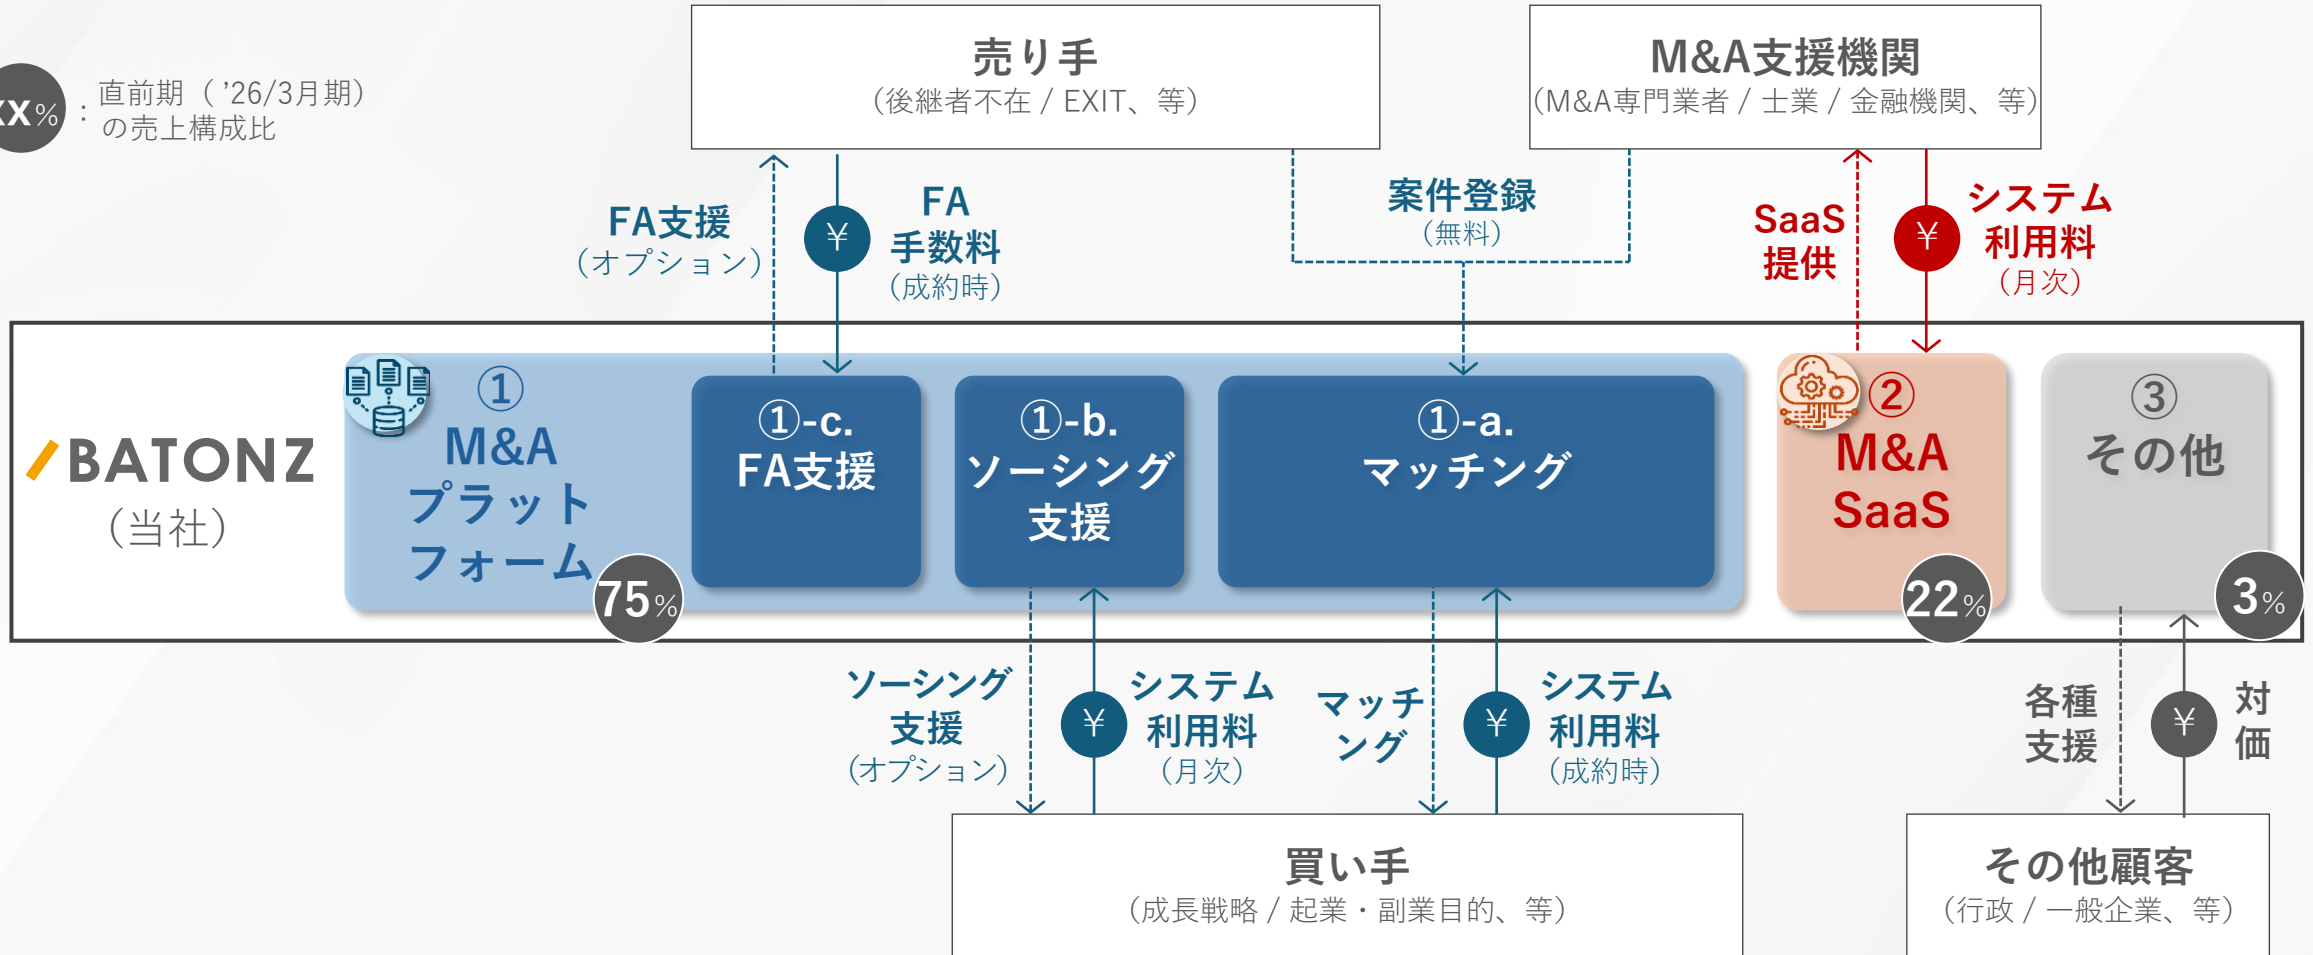 売り手
(後継者不在 / EXIT、等)
M&A支援機関
(M&A専門業者 / 士業 / 金融機関、等)
xx%
:
直前期( '26/3月期)
の売上構成比
FA支援
(オプション)
¥
FA
手数料
(成約時)
案件登録
(無料)
SaaS
提供
¥
システム
利用料
(月次)
BATONZ
(当社)
①
M&A
プラット
フォーム
75%
①-c.
FA支援
①-b.
ソーシング
支援
①-a.
マッチング
②
M&A
SaaS
22%
③
その他
3%
ソーシング
支援
(オプション)
¥
システム
利用料
(月次)
マッチ
ング
¥
システム
利用料
(成約時)
各種
支援
¥
対
価
買い手
(成長戦略 / 起業・副業目的、等)
その他顧客
(行政 / 一般企業、等)